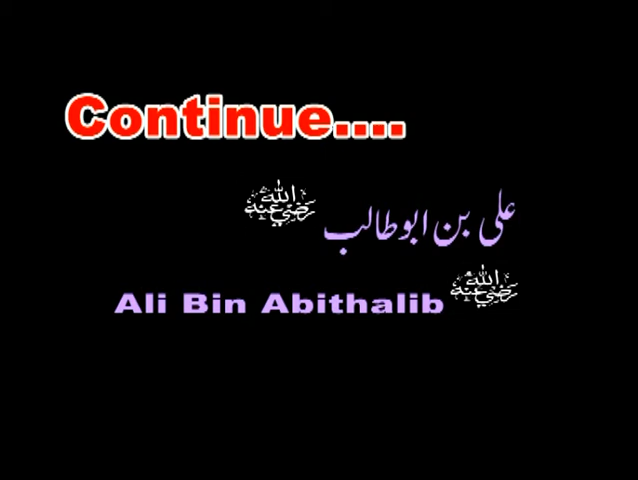 Continue....
علی بن ابوطالب رضي الله عنه
Ali Bin Abithalib رضي الله عنه